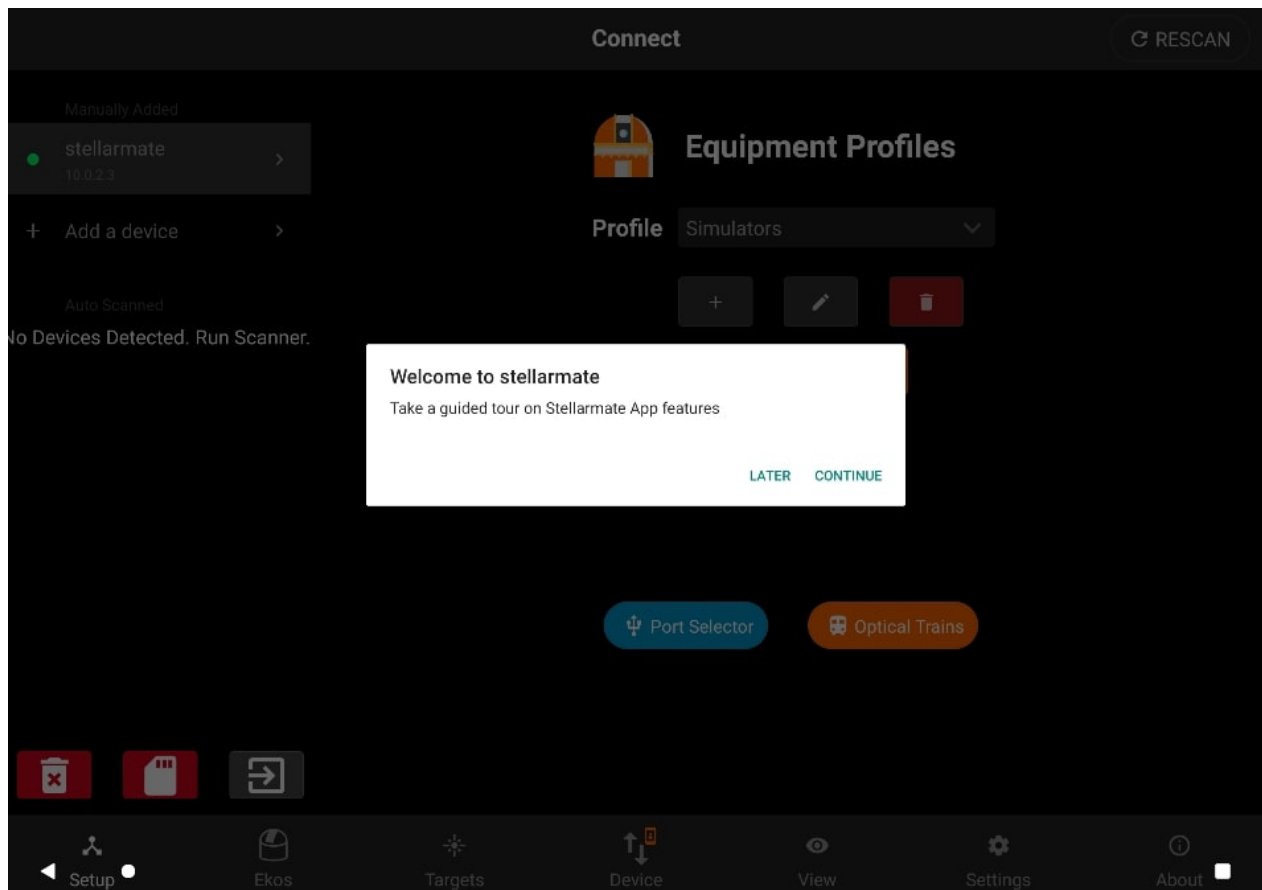 Connect
RESCAN
Manually Added
stellarmate
10.0.2.3
Add a device
Auto Scanned
No Devices Detected. Run Scanner.
Equipment Profiles
Profile
Simulators
Welcome to stellarmate
Take a guided tour on Stellarmate App features
LATER
CONTINUE
Port Selector
Optical Trains
Setup
Ekos
Targets
Device
View
Settings
About